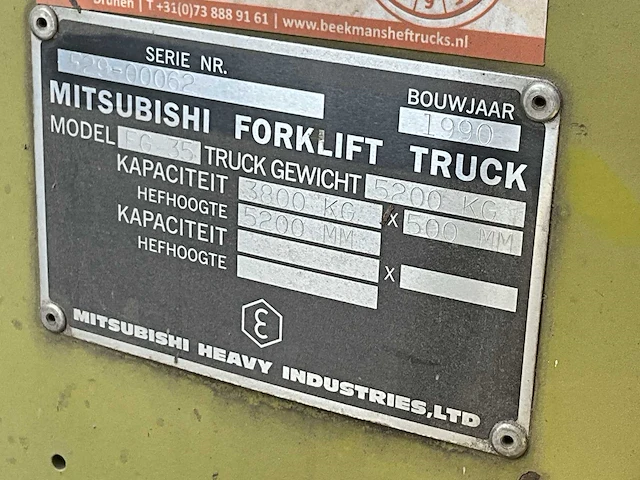 Drunen | T +31(0)73 888 91 61 | www.beekmansheftrucks.nl
SERIE NR.
529-00062
BOUWJAAR
1990
MITSUBISHI FORKLIFT TRUCK
MODEL FG 35 TRUCK GEWICHT 5200 KG
KAPACITEIT 3800 KG X 500 MM
HEFHOOGTE 5200 MM
KAPACITEIT X
HEFHOOGTE
ε
MITSUBISHI HEAVY INDUSTRIES,LTD